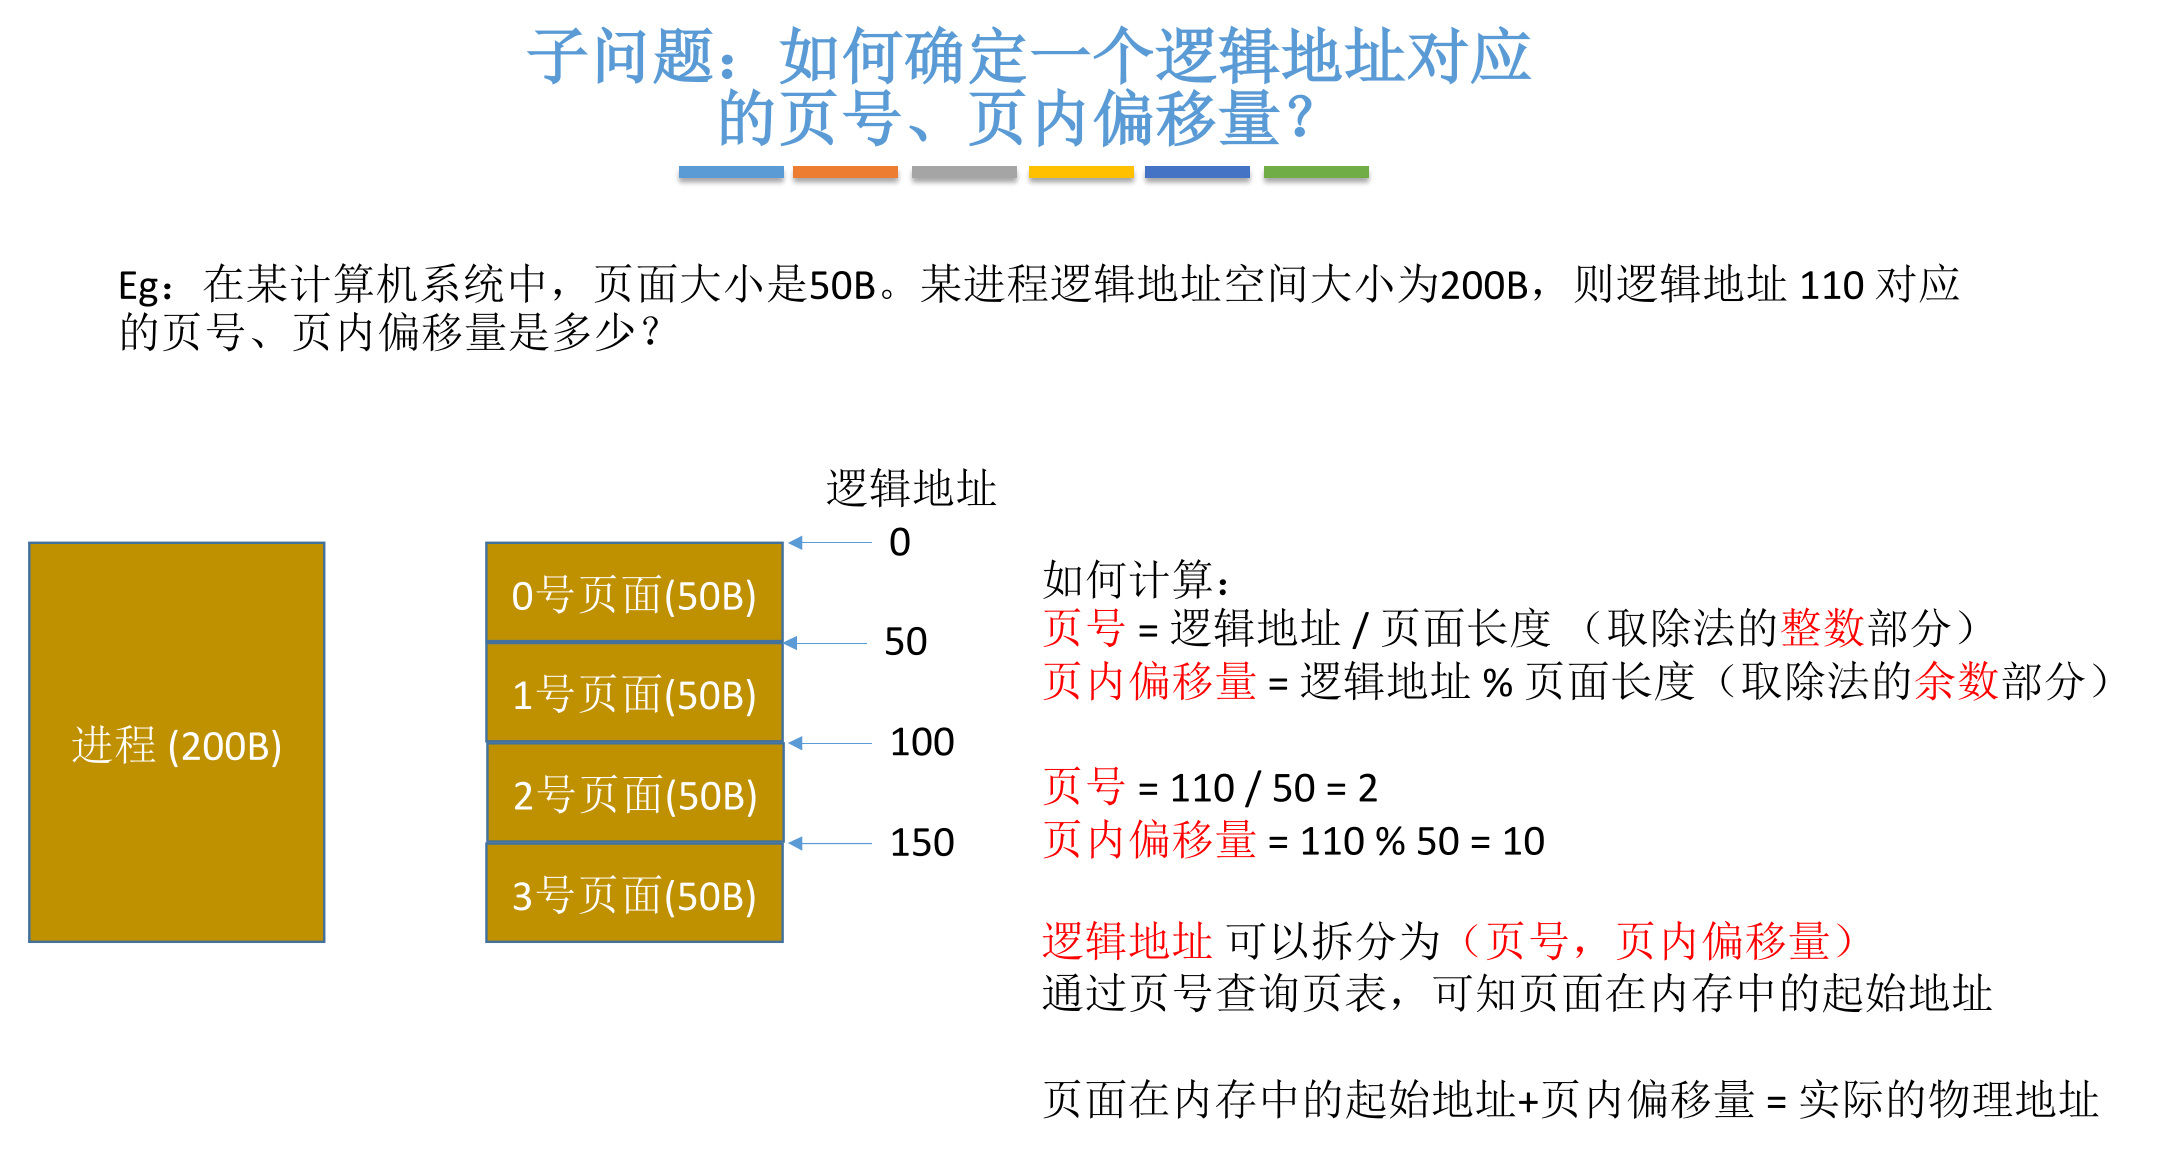 子问题：如何确定一个逻辑地址对应
的页号、页内偏移量？
Eg：在某计算机系统中，页面大小是50B。某进程逻辑地址空间大小为200B，则逻辑地址 110 对应
的页号、页内偏移量是多少？
逻辑地址
0
50
100
150
进程 (200B)
0号页面(50B)
1号页面(50B)
2号页面(50B)
3号页面(50B)
如何计算：
页号 = 逻辑地址 / 页面长度 （取除法的整数部分）
页内偏移量 = 逻辑地址 % 页面长度（取除法的余数部分）
页号 = 110 / 50 = 2
页内偏移量 = 110 % 50 = 10
逻辑地址 可以拆分为（页号，页内偏移量）
通过页号查询页表，可知页面在内存中的起始地址
页面在内存中的起始地址+页内偏移量 = 实际的物理地址